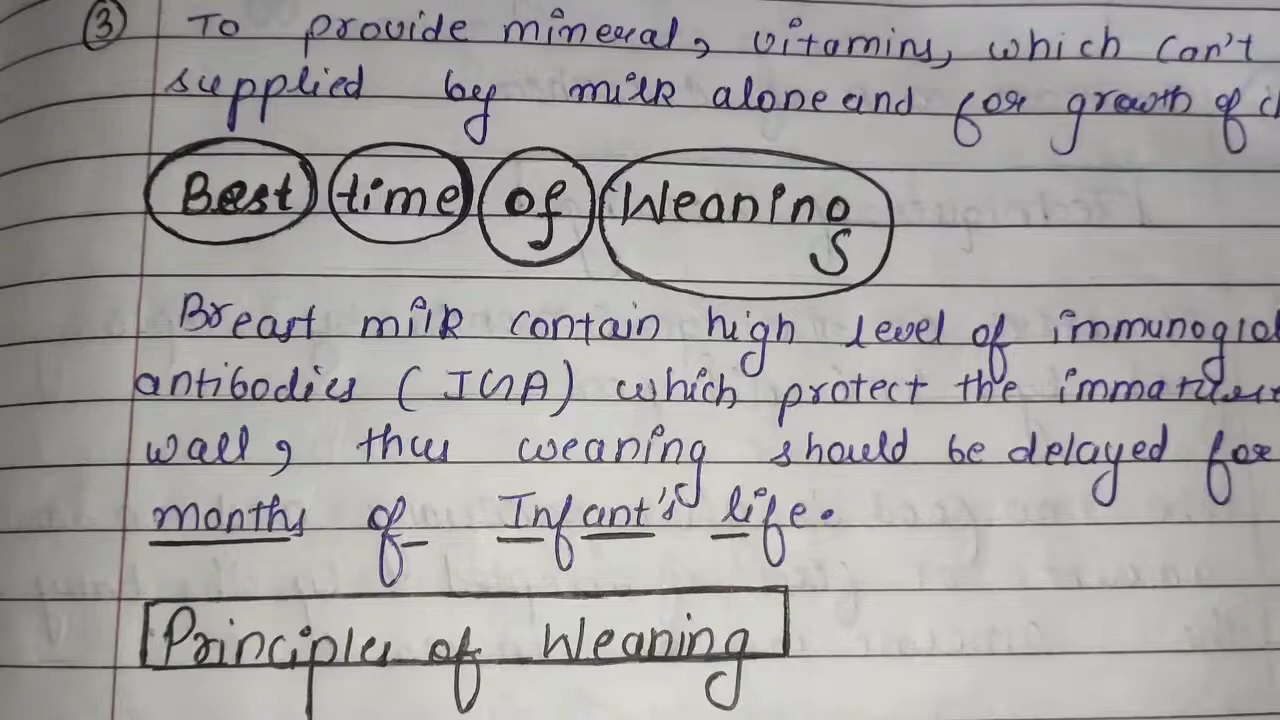 ③ To provide mineral, vitamins, which can't
supplied by milk alone and for growth of
Best time of Weaning
Breast milk contain high level of
antibodies (IGA) which protect the
wall, thus weaning should be delayed for
months of Infant's life.
Principles of Weaning